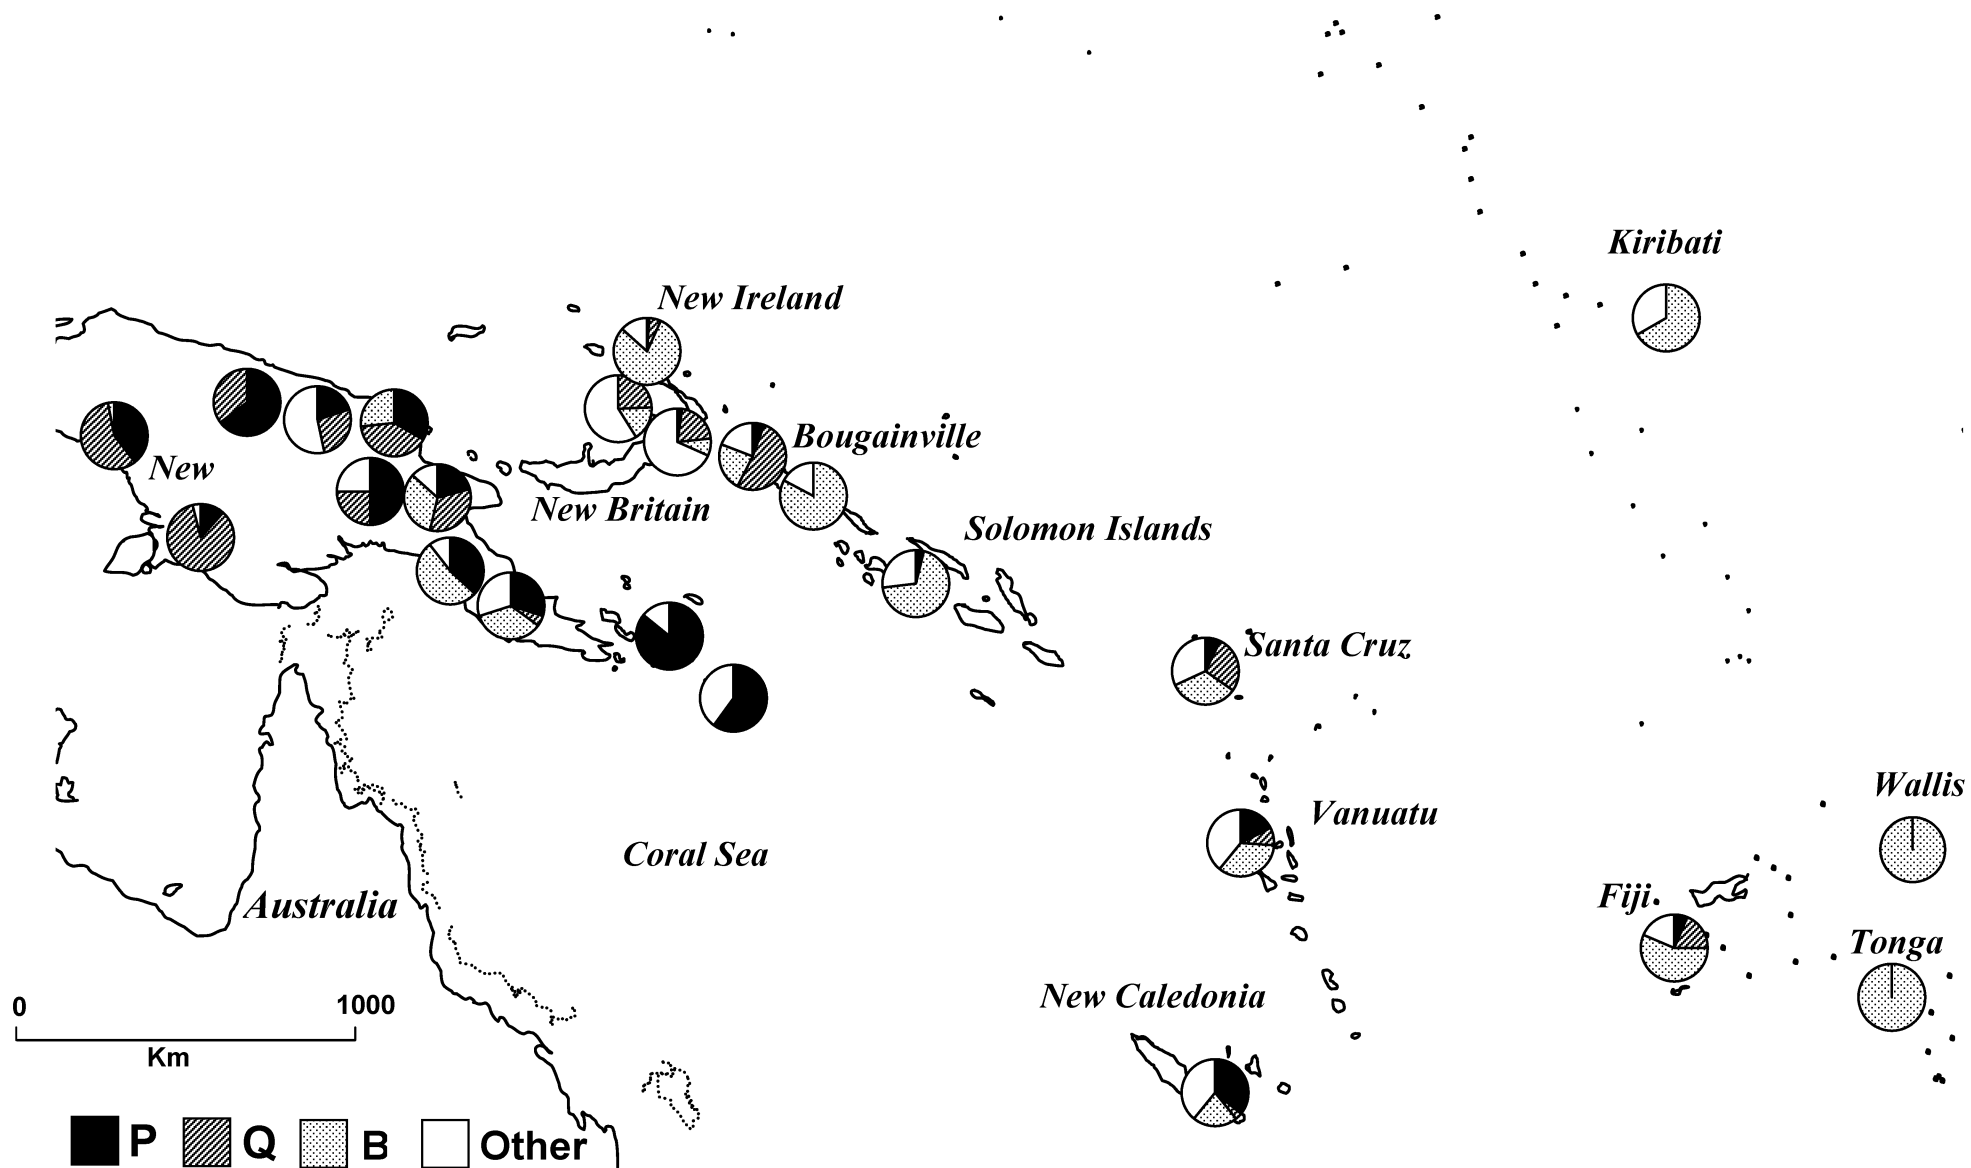 Kiribati
New Ireland
Bougainville
New
New Britain
Solomon Islands
Santa Cruz
Wallis
Vanuatu
Coral Sea
Fiji
Australia
Tonga
New Caledonia
0 1000
Km
P Q B Other